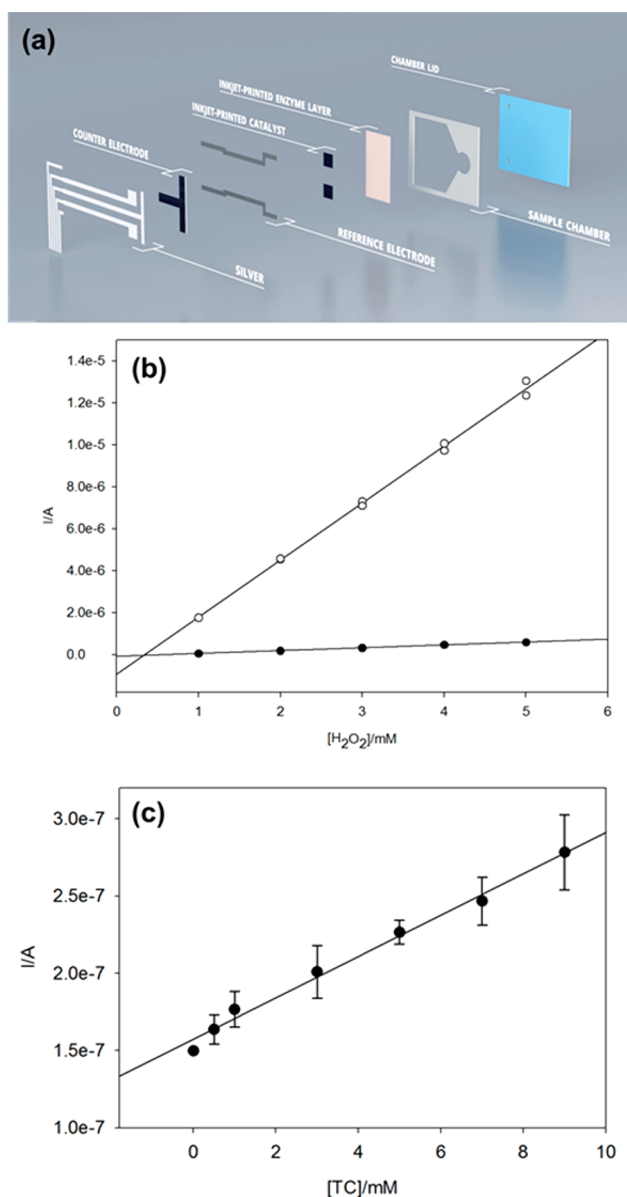 (a)
CHAMBER LID
INKJET-PRINTED ENZYME LAYER
INKJET-PRINTED CATALYST
COUNTER ELECTRODE
SAMPLE CHAMBER
REFERENCE ELECTRODE
SILVER
(b)
1.4e-5
1.2e-5
1.0e-5
8.0e-6
6.0e-6
4.0e-6
2.0e-6
0.0
I/A
0 1 2 3 4 5 6
[H₂O₂]/mM
(c)
3.0e-7
2.5e-7
2.0e-7
1.5e-7
1.0e-7
I/A
0 2 4 6 8 10
[TC]/mM